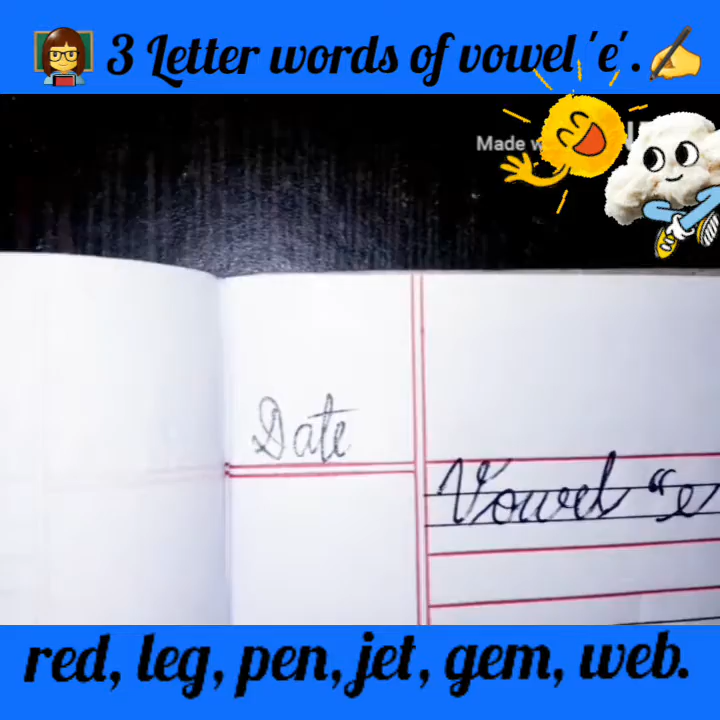 3 Letter words of vowel 'e'.
Made
Date
Vowel "e
red, leg, pen, jet, gem, web.